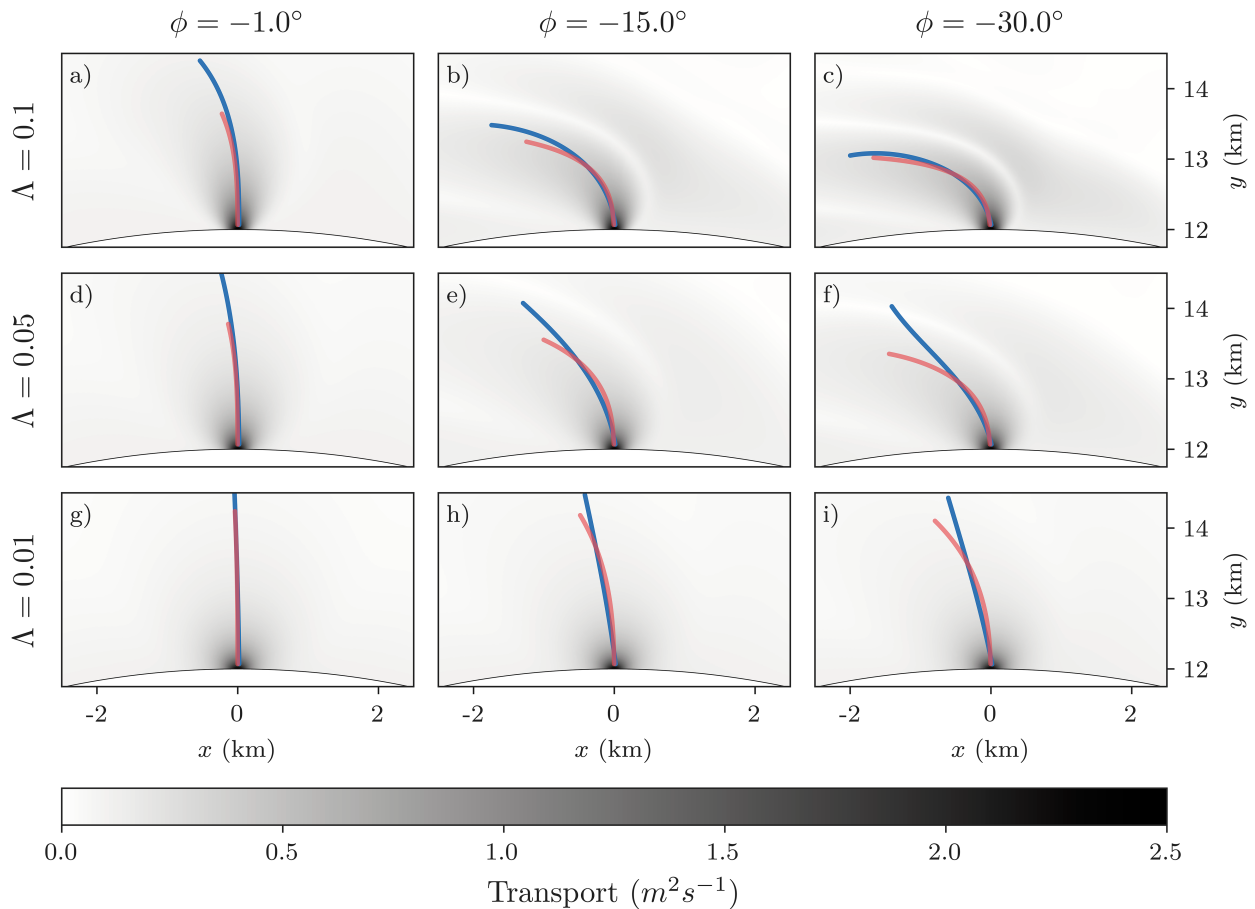 ϕ = −1.0° ϕ = −15.0° ϕ = −30.0°
Λ = 0.1
a) b) c)
14
13
12
y (km)
Λ = 0.05
d) e) f)
14
13
12
y (km)
Λ = 0.01
g) h) i)
14
13
12
y (km)
-2 0 2 -2 0 2 -2 0 2
x (km) x (km) x (km)
0.0 0.5 1.0 1.5 2.0 2.5
Transport (m²s⁻¹)